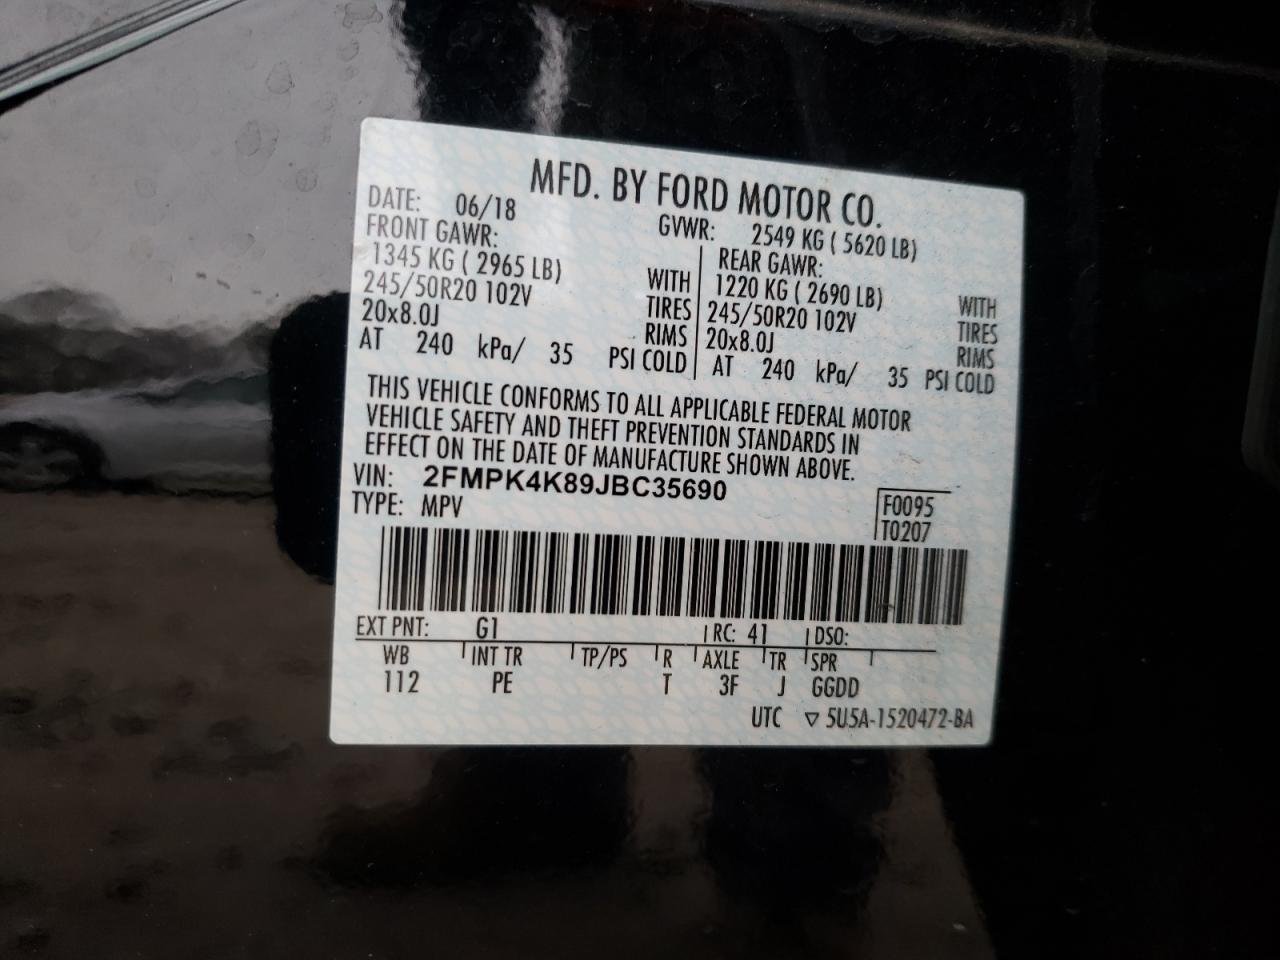 MFD. BY FORD MOTOR CO.
DATE: 06/18 GVWR: 2549 KG ( 5620 LB)
FRONT GAWR: REAR GAWR:
1345 KG ( 2965 LB) WITH 1220 KG ( 2690 LB) WITH
245/50R20 102V TIRES 245/50R20 102V TIRES
20x8.0J RIMS 20x8.0J RIMS
AT 240 kPa/ 35 PSI COLD AT 240 kPa/ 35 PSI COLD
THIS VEHICLE CONFORMS TO ALL APPLICABLE FEDERAL MOTOR
VEHICLE SAFETY AND THEFT PREVENTION STANDARDS IN
EFFECT ON THE DATE OF MANUFACTURE SHOWN ABOVE.
VIN: 2FMPK4K89JBC35690
TYPE: MPV
F0095
T0207
EXT PNT: G1 RC: 41 DSO:
WB INT TR TP/PS R AXLE TR SPR
112 PE T 3F J GGDD
UTC ▽ 5U5A-1520472-BA